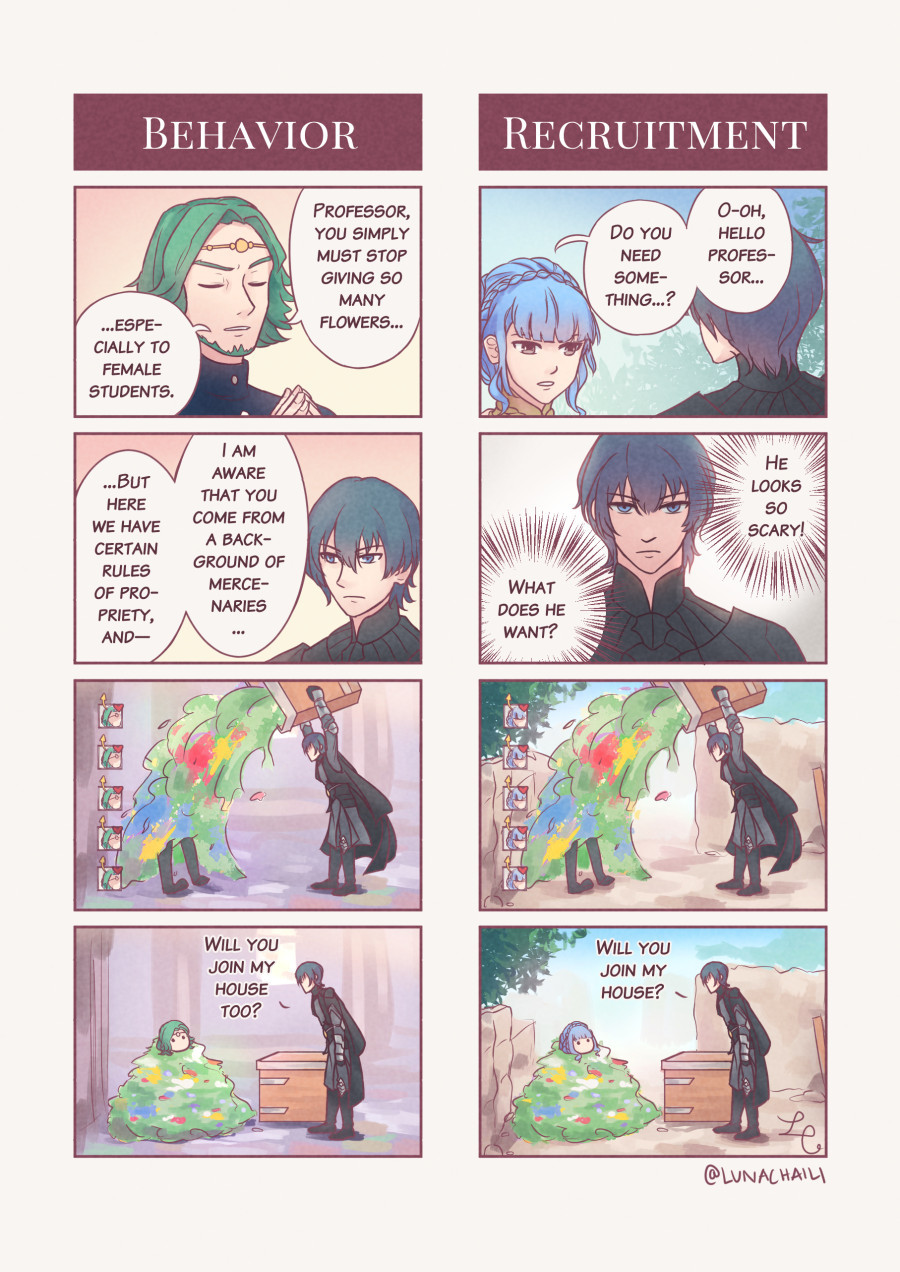 Recruitment
O-oh,
hello
profes-
sor...
Do you
need
some-
thing...?
He
looks
so
scary!
What
does he
want?
Will you
join my
house?
LC
Behavior
Professor,
you simply
must stop
giving so
many
flowers...
...espe-
cially to
female
students.
I am
aware
that you
come from
a back-
ground of
merce-
naries
...
...But
here
we have
certain
rules
of pro-
priety,
and—
Will you
join my
house
too?
@LUNACHAILI